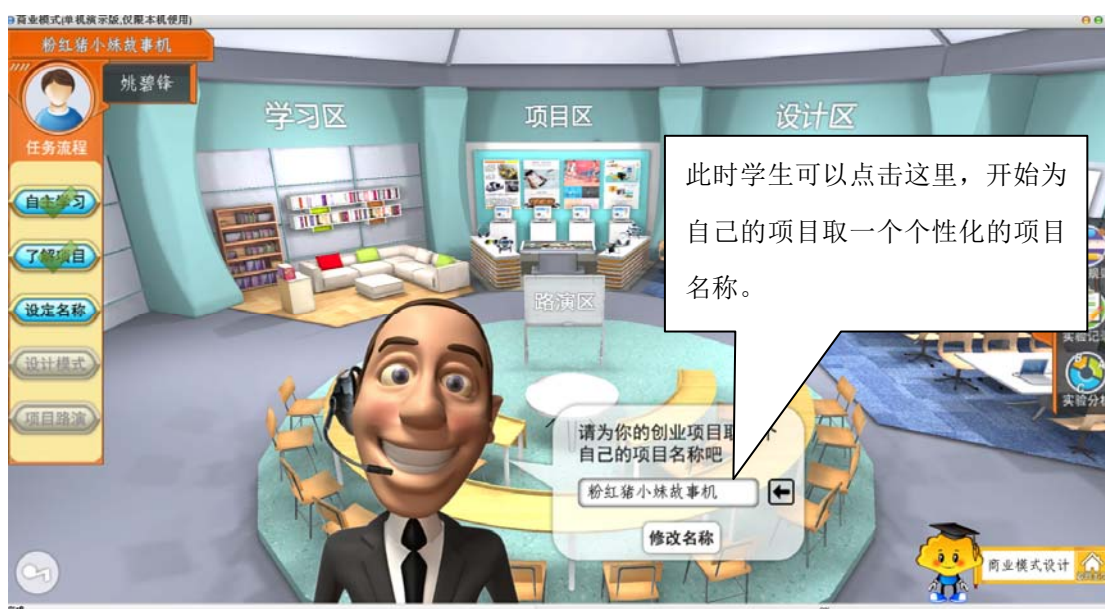 商业模式(单机演示版,仅限本机使用)
粉红猪小妹故事机
姚碧锋
任务流程
自主学习
了解项目
设定名称
设计模式
项目路演
学习区
项目区
设计区
路演区
此时学生可以点击这里，开始为
自己的项目取一个个性化的项目
名称。
请为你的创业项目取
个
自己的项目名称吧
粉红猪小妹故事机
修改名称
实验分析
商业模式设计